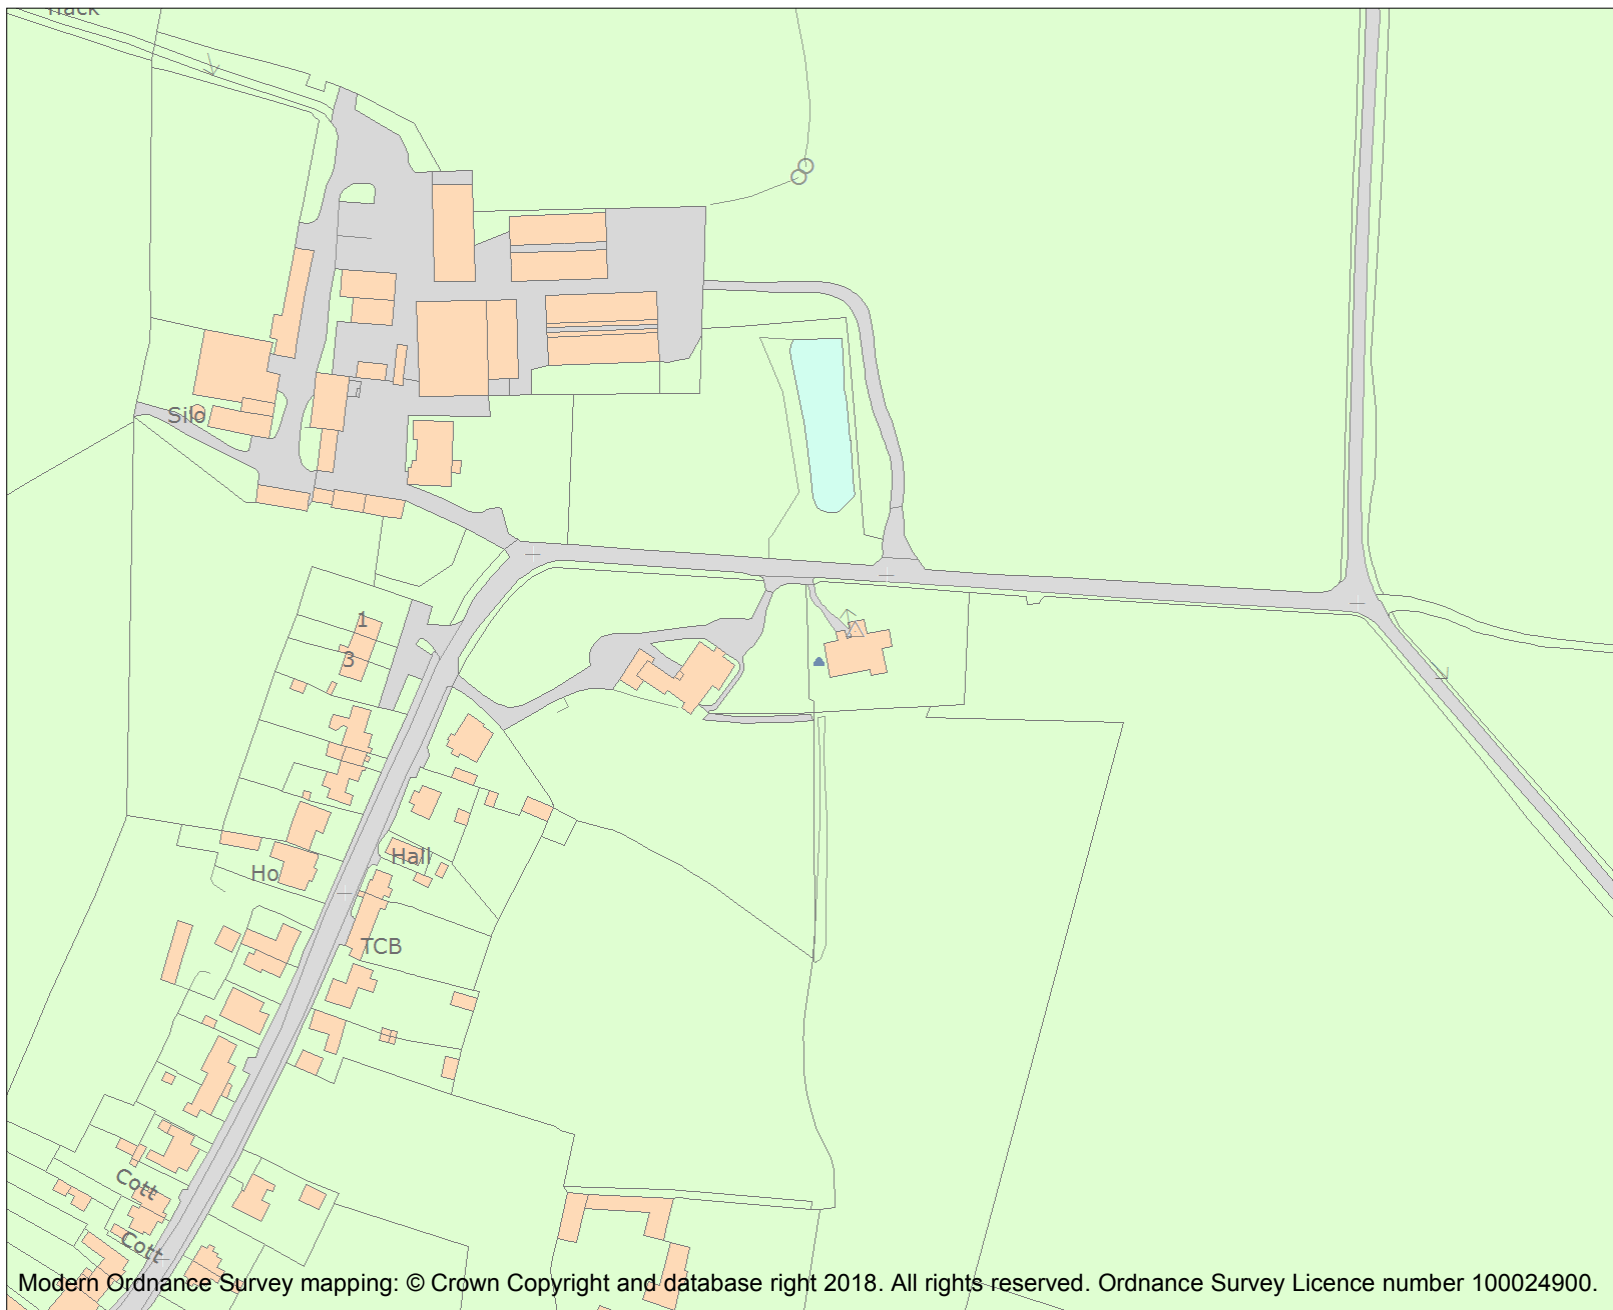 Track
Silo
1
3
Hall
Ho
TCB
Cott
Cott
Modern Ordnance Survey mapping: © Crown Copyright and database right 2018. All rights reserved. Ordnance Survey Licence number 100024900.